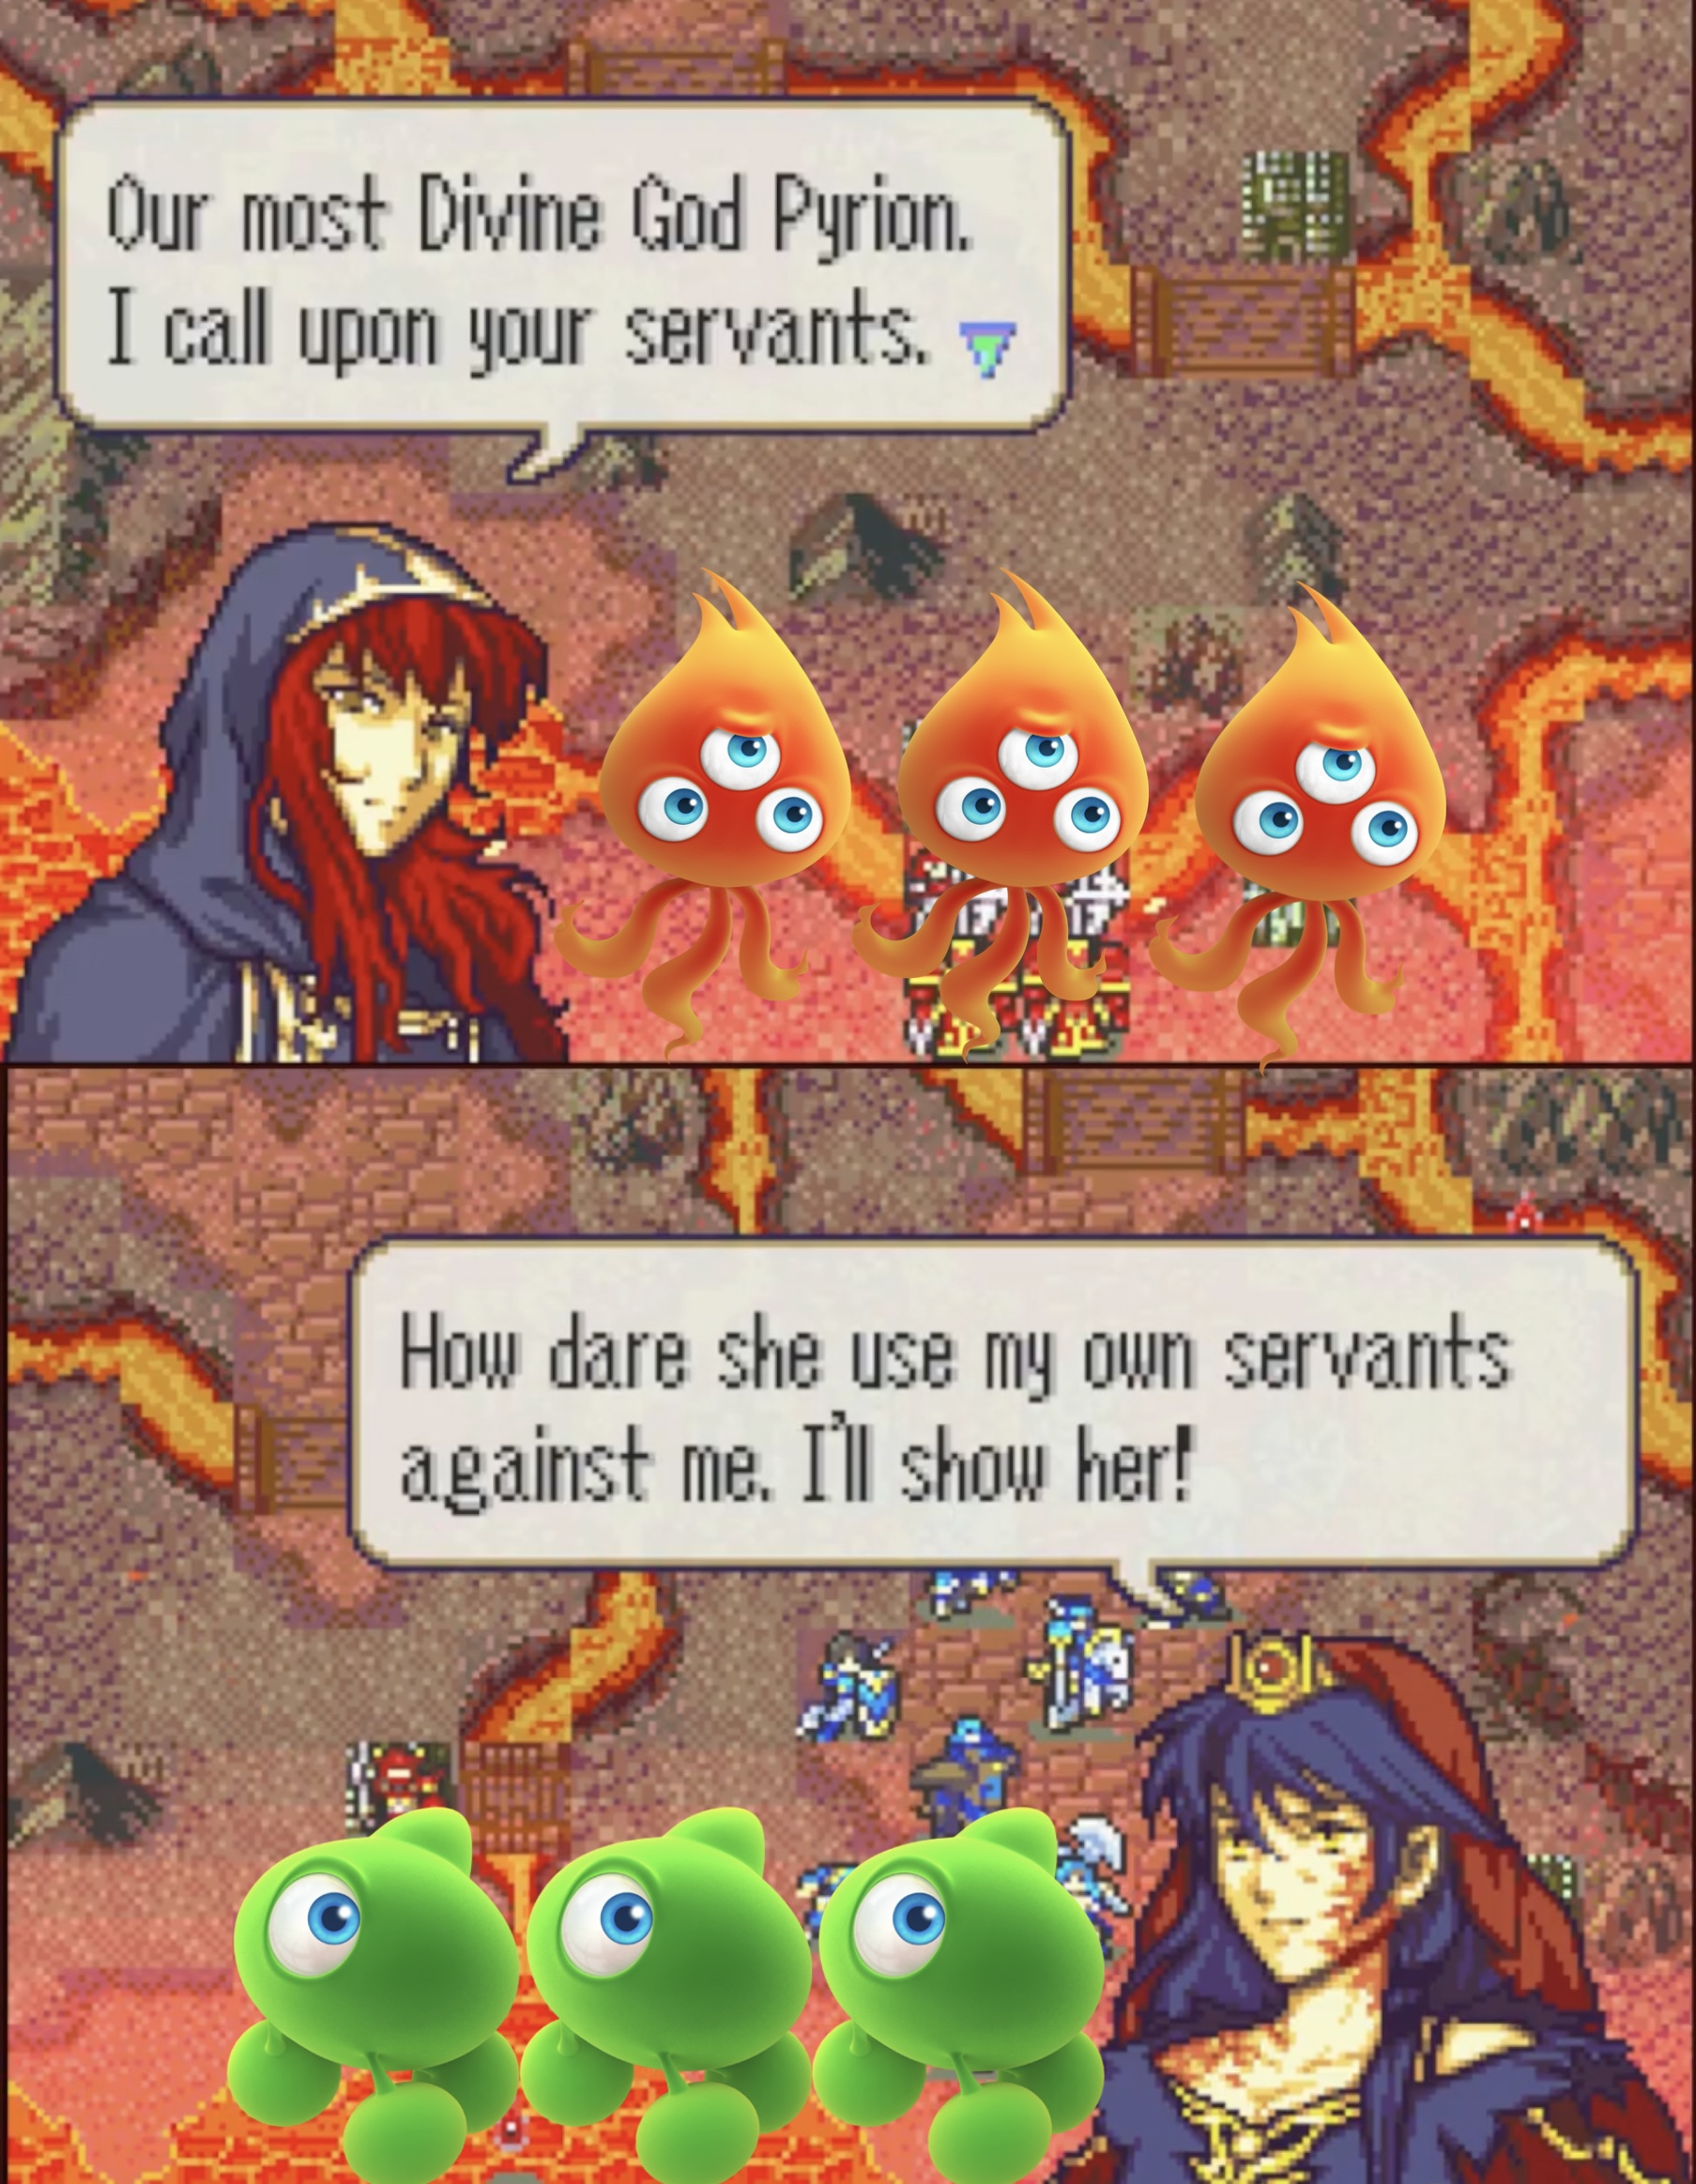 Our most Divine God Pyrion.
I call upon your servants.
How dare she use my own servants
against me. I'll show her!